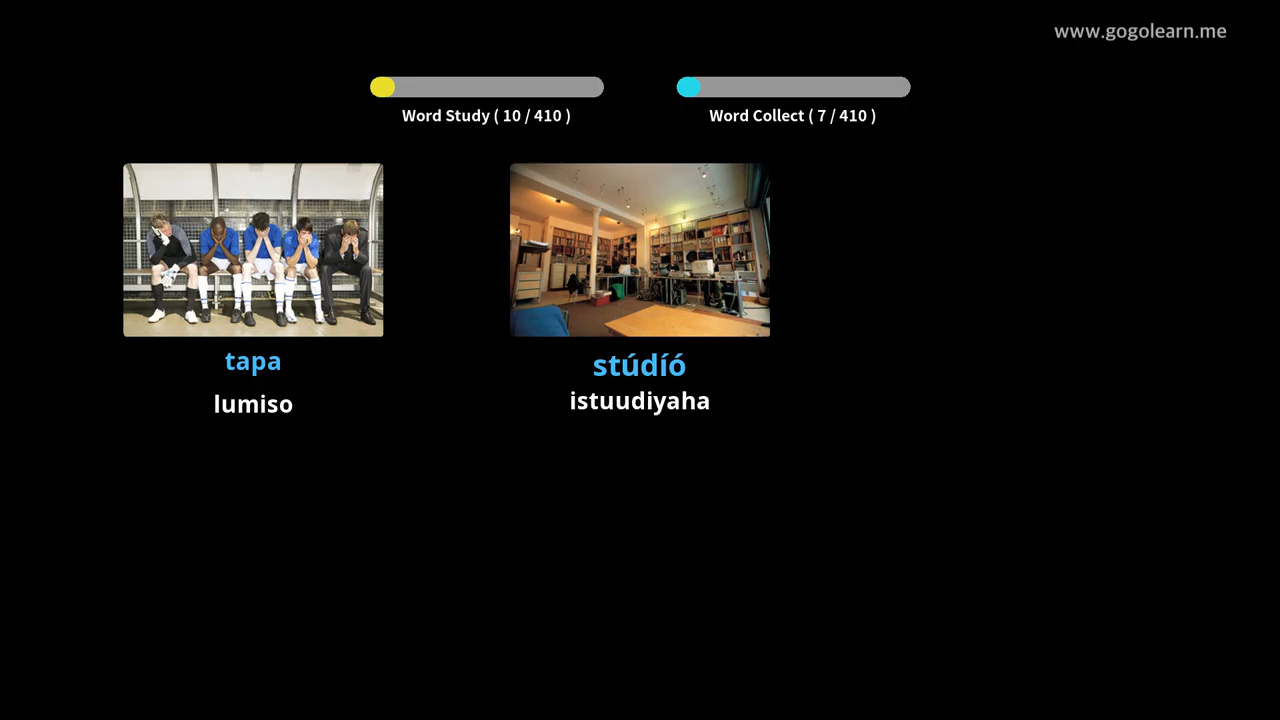 www.gogolearn.me
Word Study ( 10 / 410 )
Word Collect ( 7 / 410 )
tapa
lumiso
stúdíó
istuudiyaha